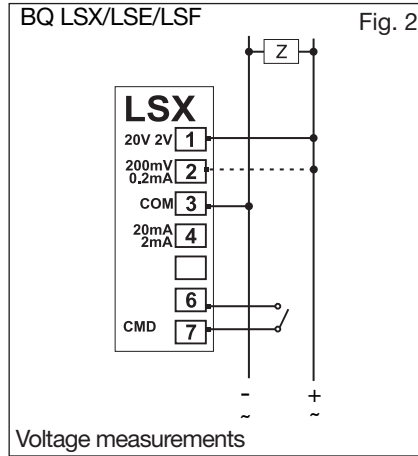 BQ LSX/LSE/LSF
Fig. 2
Z
LSX
20V 2V 1
200mV
0.2mA 2
COM 3
20mA
2mA 4
6
CMD 7
- +
~ ~
Voltage measurements